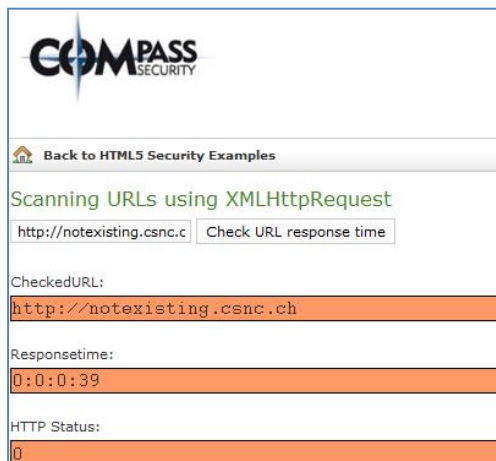 COMPASS
SECURITY
Back to HTML5 Security Examples
Scanning URLs using XMLHttpRequest
http://notexisting.csnc.c Check URL response time
CheckedURL:
http://notexisting.csnc.ch
Responsetime:
0:0:0:39
HTTP Status:
0